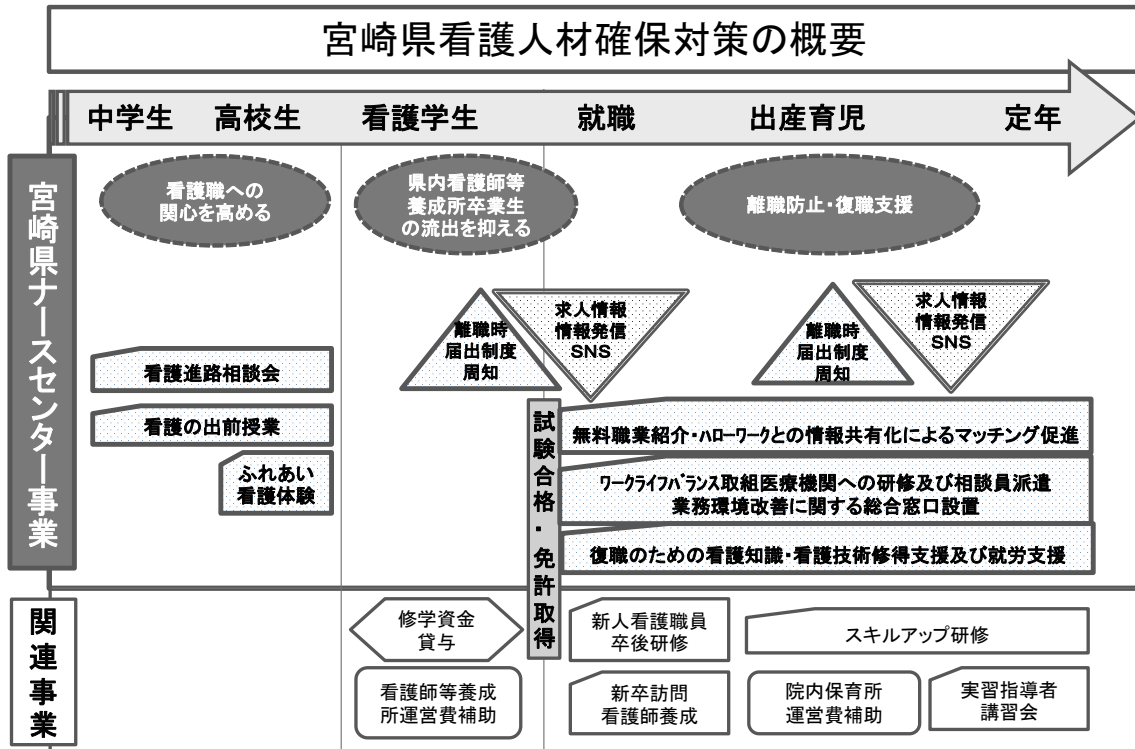 宮崎県看護人材確保対策の概要
中学生 高校生 看護学生 就職 出産育児 定年
宮崎県ナースセンター事業
看護職への
関心を高める
県内看護師等
養成所卒業生
の流出を抑える
離職防止・復職支援
離職時
届出制度
周知
求人情報
情報発信
SNS
離職時
届出制度
周知
求人情報
情報発信
SNS
看護進路相談会
看護の出前授業
ふれあい
看護体験
試験合格・免許取得
無料職業紹介・ハローワークとの情報共有化によるマッチング促進
ワークライフバランス取組医療機関への研修及び相談員派遣
業務環境改善に関する総合窓口設置
復職のための看護知識・看護技術修得支援及び就労支援
関連事業
修学資金
貸与
新人看護職員
卒後研修
スキルアップ研修
看護師等養成
所運営費補助
新卒訪問
看護師養成
院内保育所
運営費補助
実習指導者
講習会